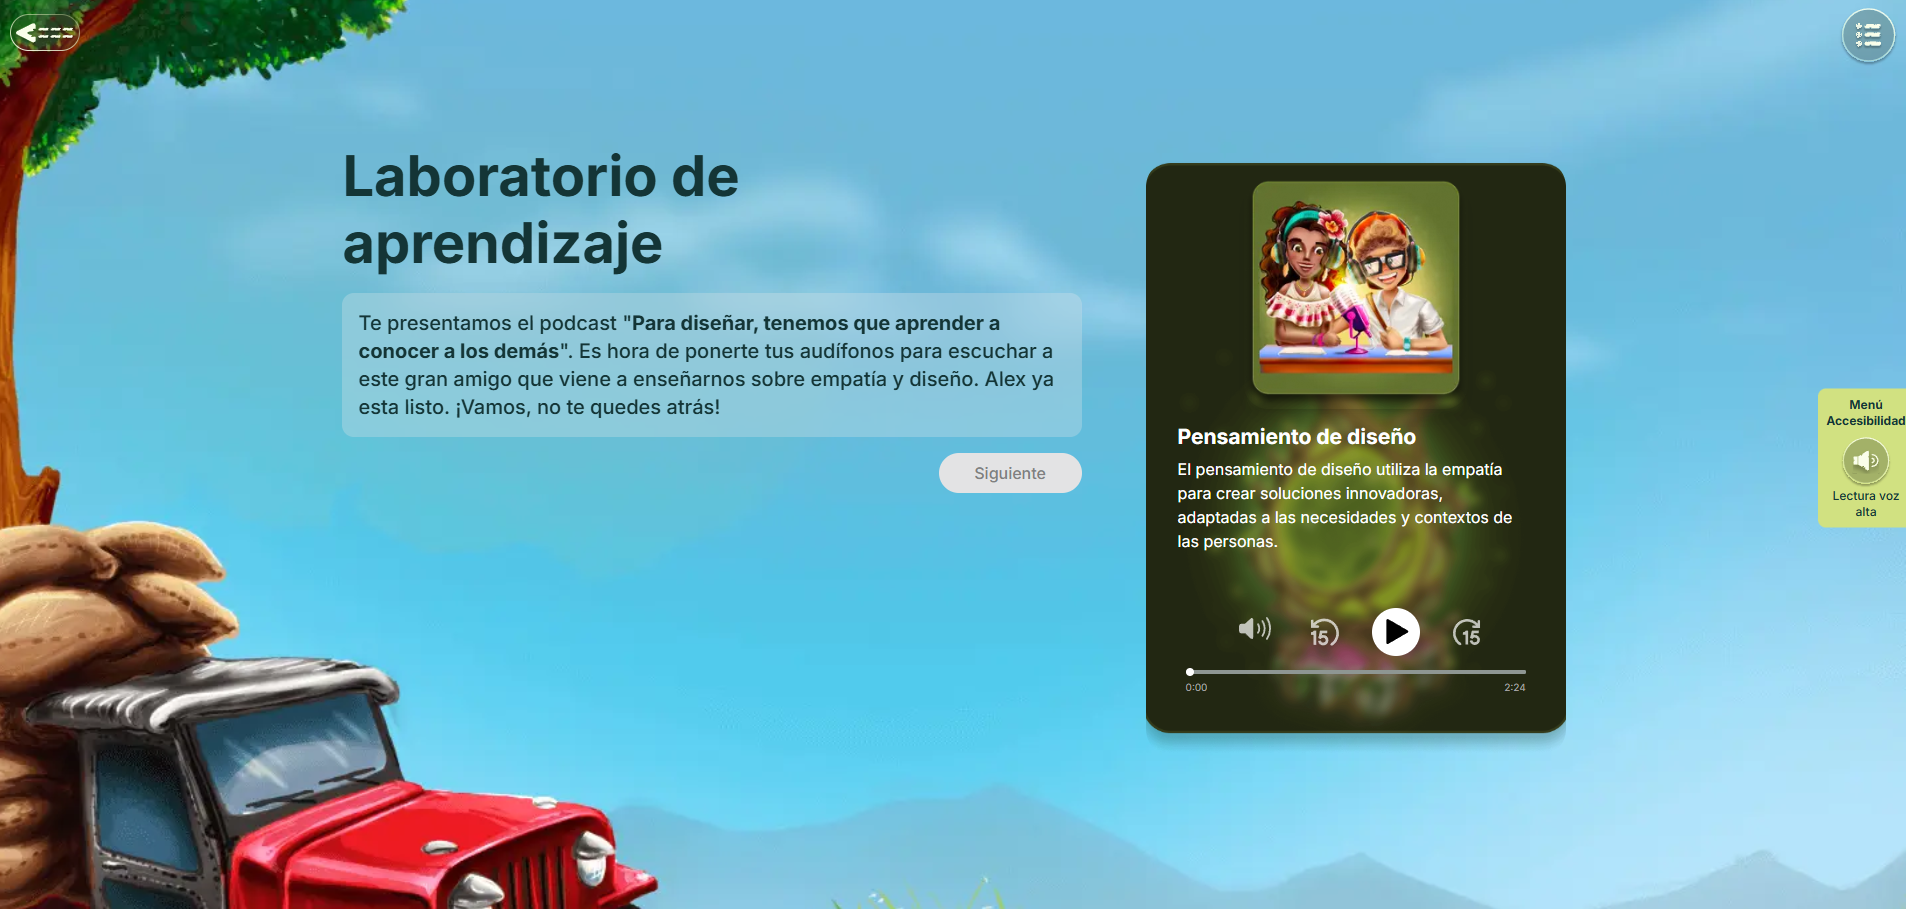 Laboratorio de
aprendizaje
Te presentamos el podcast "Para diseñar, tenemos que aprender a
conocer a los demás". Es hora de ponerte tus audífonos para escuchar a
este gran amigo que viene a enseñarnos sobre empatía y diseño. Alex ya
esta listo. ¡Vamos, no te quedes atrás!
Siguiente
Pensamiento de diseño
El pensamiento de diseño utiliza la empatía
para crear soluciones innovadoras,
adaptadas a las necesidades y contextos de
las personas.
15
15
0:00
2:24
Menú
Accesibilidad
Lectura voz
alta